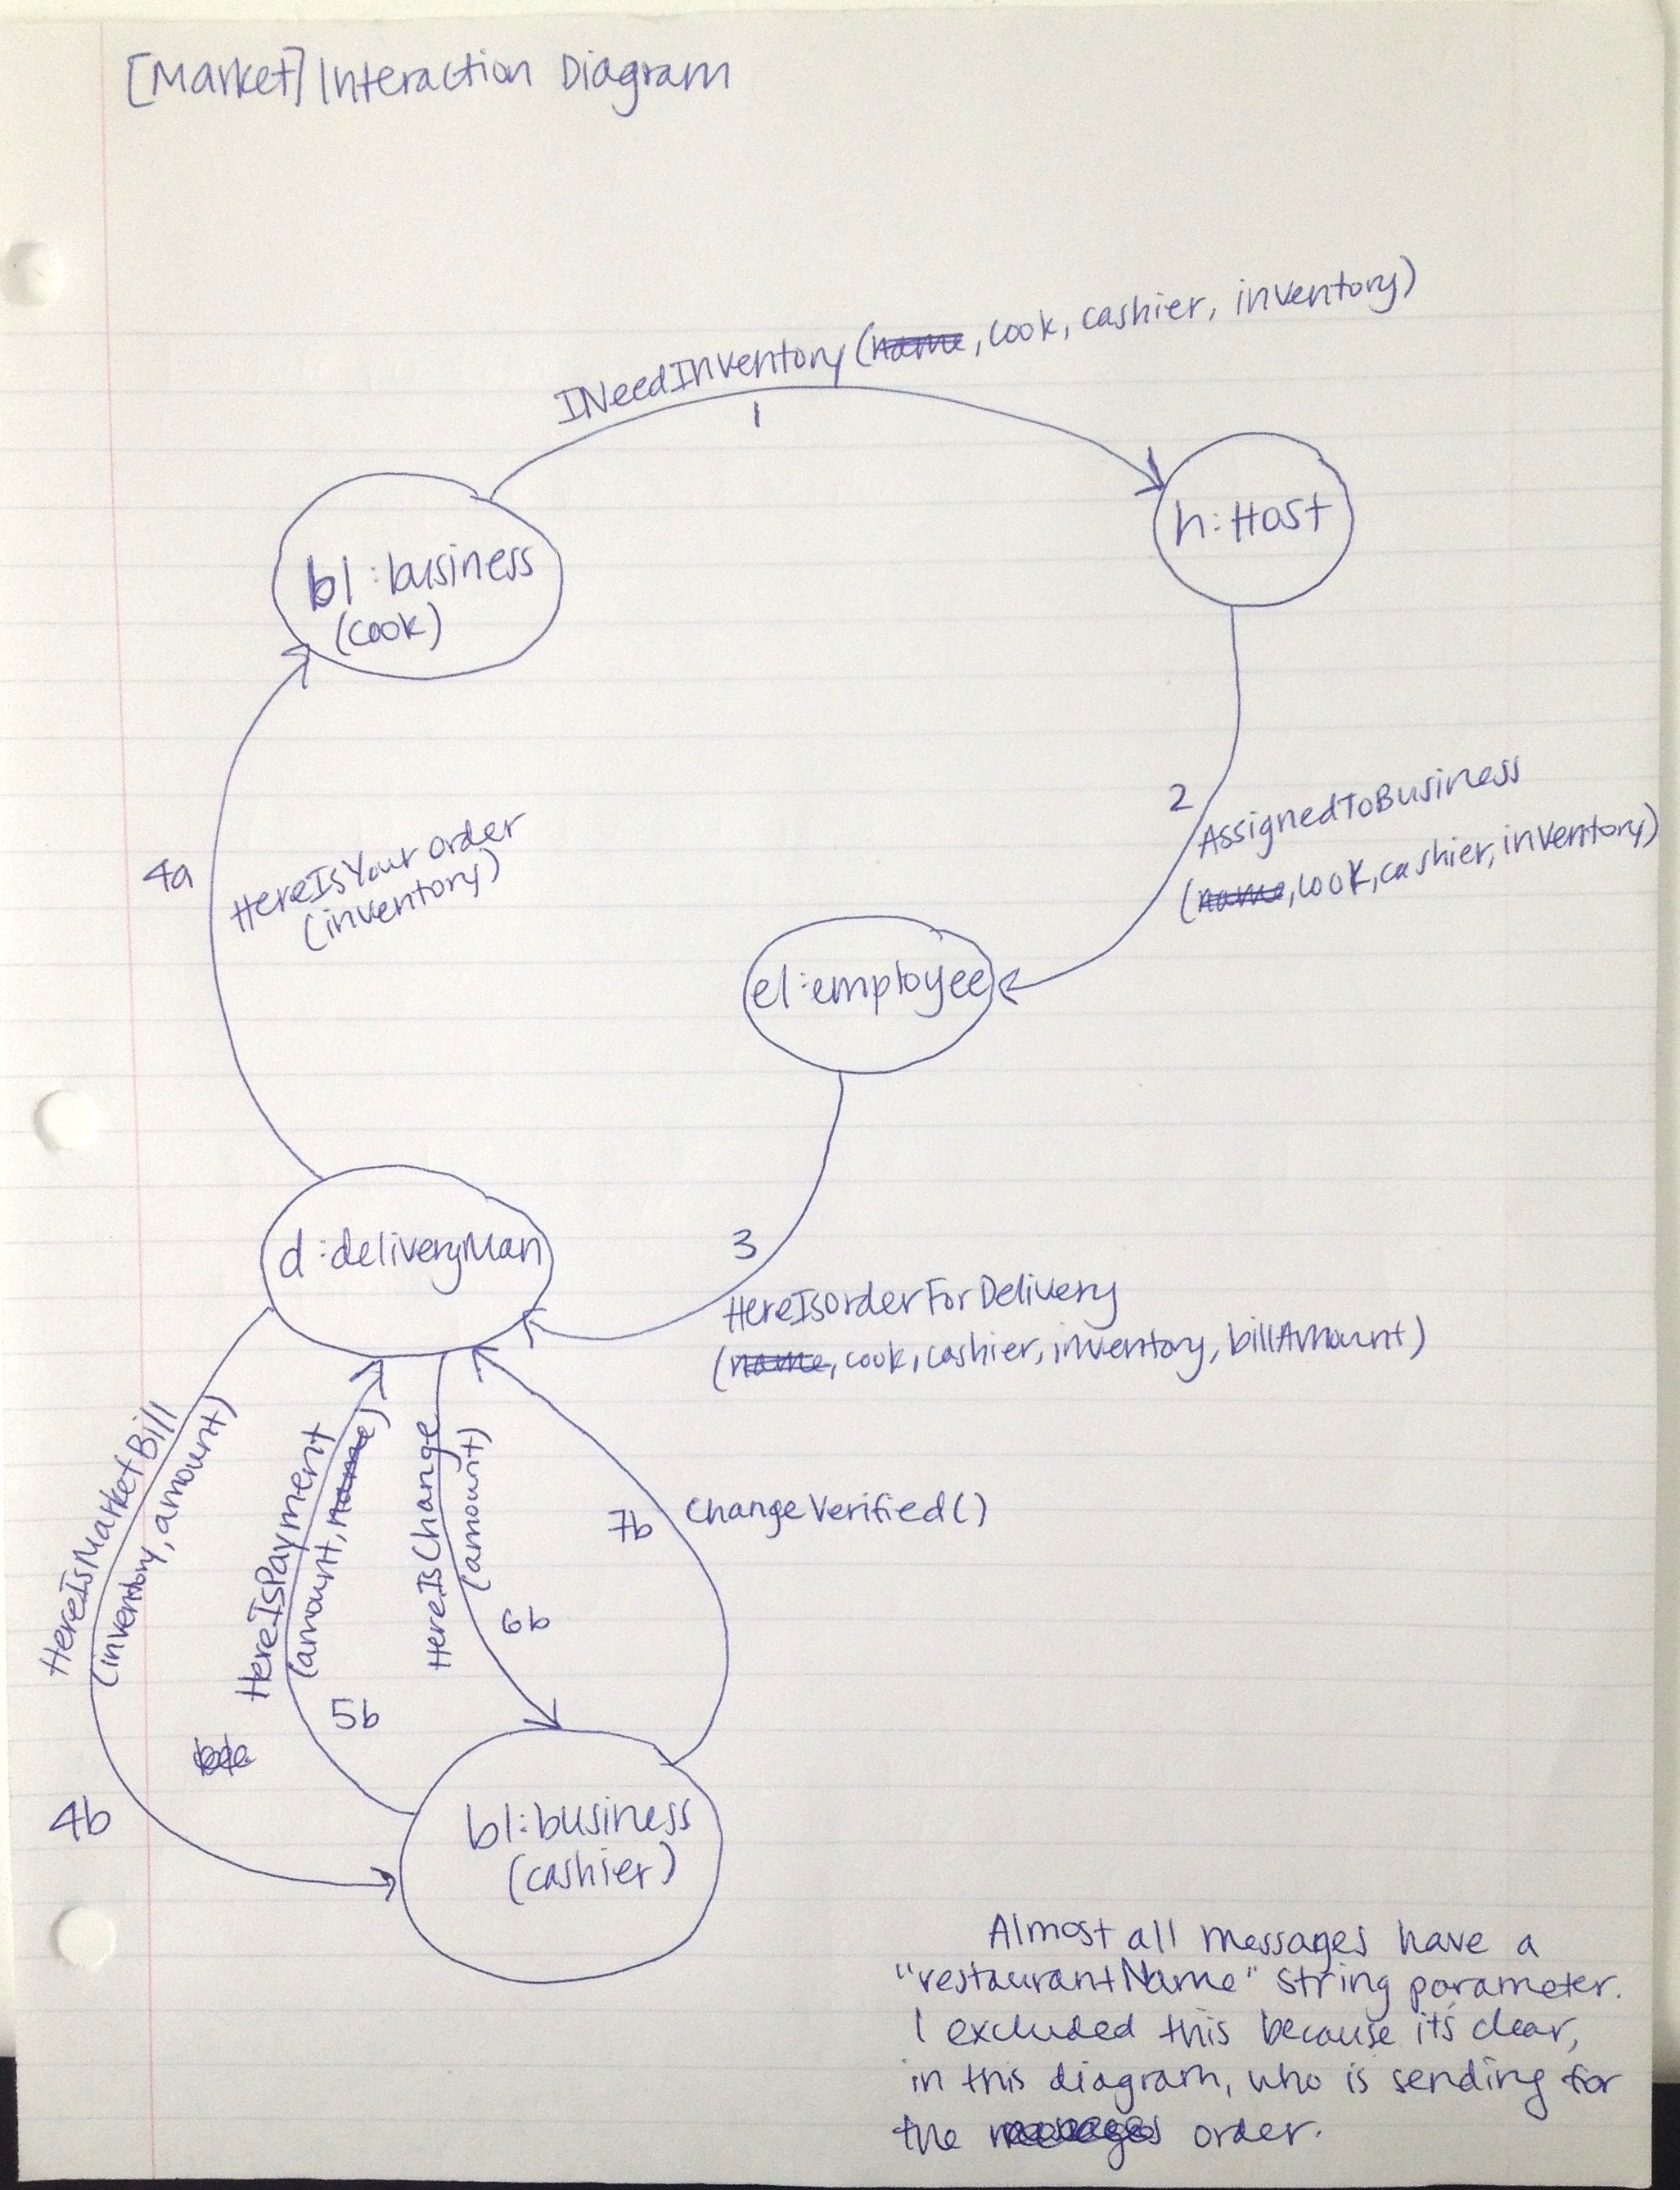 [Market] Interaction Diagram
INeedInventory (name, cook, cashier, inventory)
1
h:Host
b1:business
(cook)
2
AssignedToBusiness
(name, cook, cashier, inventory)
4a
HereIsYourOrder
(inventory)
e1:employee
d:deliveryMan
3
HereIsOrderForDelivery
(name, cook, cashier, inventory, billAmount)
HereIsMarketBill
(inventory, amount)
4b
HereIsPayment
(amount, name)
5b
HereIsChange
(amount)
6b
7b
ChangeVerified()
b1:business
(cashier)
Almost all messages have a
"restaurantName" string parameter.
I excluded this because it's clear,
in this diagram, who is sending for
the order.